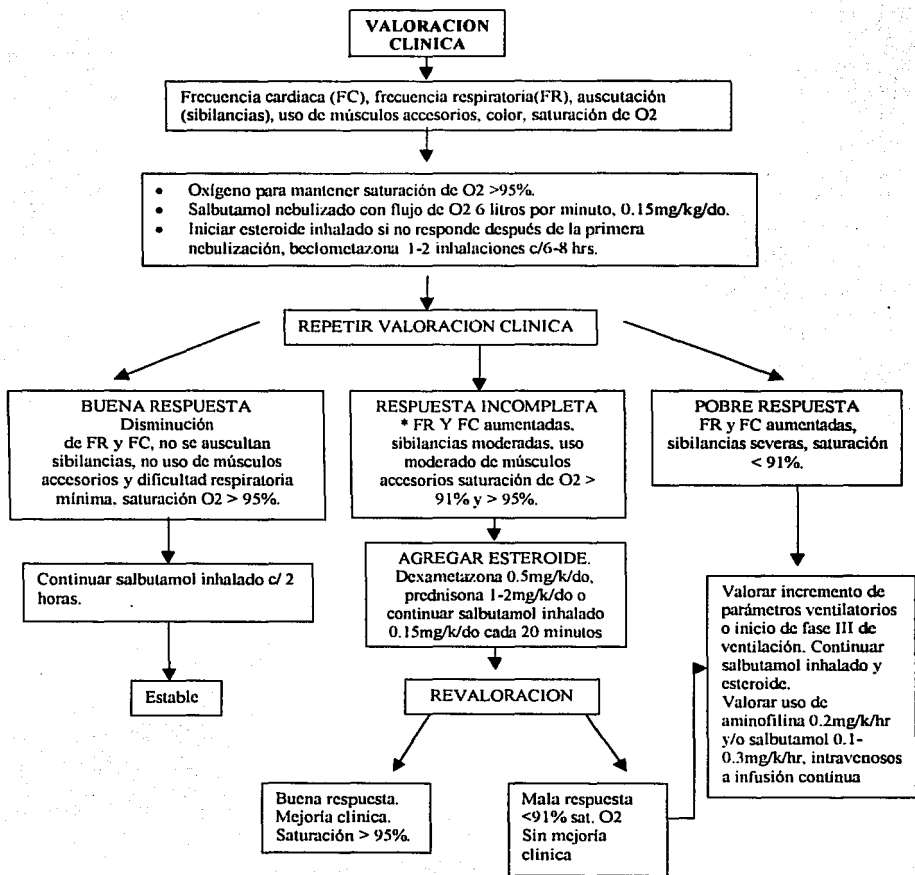 VALORACION
CLINICA
Frecuencia cardiaca (FC), frecuencia respiratoria(FR), auscutación
(sibilancias), uso de músculos accesorios, color, saturación de O2
• Oxígeno para mantener saturación de O2 >95%.
• Salbutamol nebulizado con flujo de O2 6 litros por minuto, 0.15mg/kg/do.
• Iniciar esteroide inhalado si no responde después de la primera
nebulización, beclometazona 1-2 inhalaciones c/6-8 hrs.
REPETIR VALORACION CLINICA
BUENA RESPUESTA
Disminución
de FR y FC, no se auscultan
sibilancias, no uso de músculos
accesorios y dificultad respiratoria
mínima, saturación O2 > 95%.
Continuar salbutamol inhalado c/ 2
horas.
Estable
RESPUESTA INCOMPLETA
* FR Y FC aumentadas,
sibilancias moderadas, uso
moderado de músculos
accesorios saturación de O2 >
91% y > 95%.
AGREGAR ESTEROIDE.
Dexametazona 0.5mg/k/do,
prednisona 1-2mg/k/do o
continuar salbutamol inhalado
0.15mg/k/do cada 20 minutos
REVALORACION
Buena respuesta.
Mejoría clinica.
Saturación > 95%.
Mala respuesta
<91% sat. O2
Sin mejoría
clinica
POBRE RESPUESTA
FR y FC aumentadas,
sibilancias severas, saturación
< 91%.
Valorar incremento de
parámetros ventilatorios
o inicio de fase III de
ventilación. Continuar
salbutamol inhalado y
esteroide.
Valorar uso de
aminofilina 0.2mg/k/hr
y/o salbutamol 0.1-
0.3mg/k/hr, intravenosos
a infusión continua